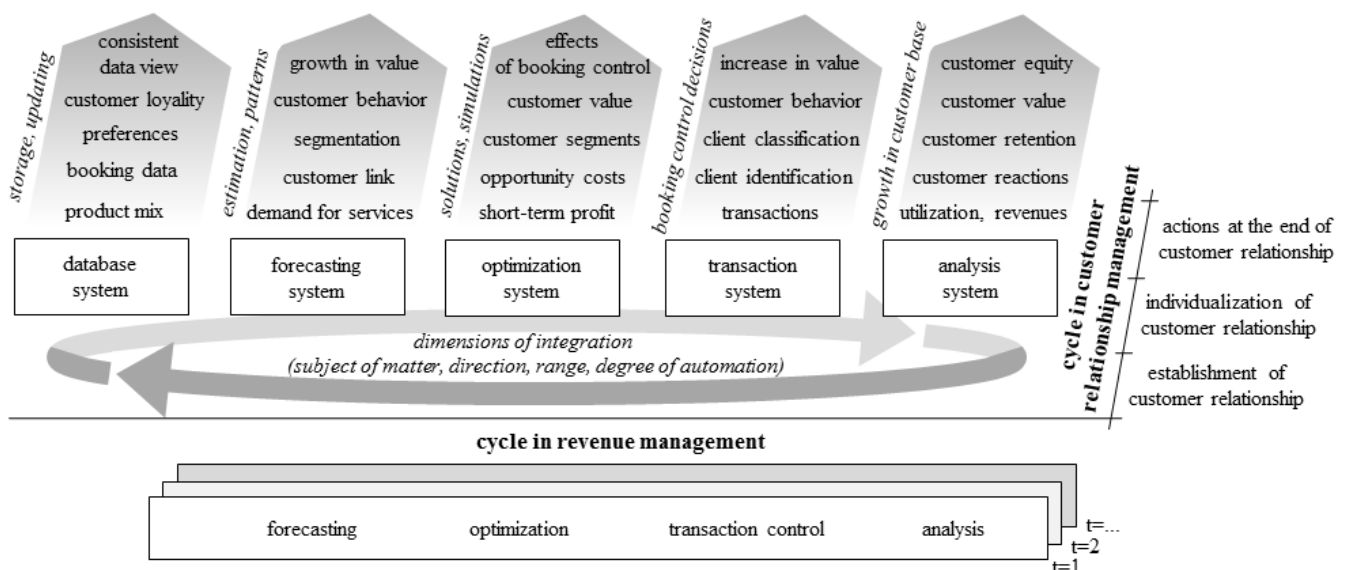 storage, updating
consistent
data view
customer loyality
preferences
booking data
product mix
estimation, patterns
growth in value
customer behavior
segmentation
customer link
demand for services
solutions, simulations
effects
of booking control
customer value
customer segments
opportunity costs
short-term profit
booking control decisions
increase in value
customer behavior
client classification
client identification
transactions
growth in customer base
customer equity
customer value
customer retention
customer reactions
utilization, revenues
database
system
forecasting
system
optimization
system
transaction
system
analysis
system
cycle in customer
relationship management
actions at the end of
customer relationship
individualization of
customer relationship
establishment of
customer relationship
dimensions of integration
(subject of matter, direction, range, degree of automation)
cycle in revenue management
forecasting
optimization
transaction control
analysis
t=...
t=2
t=1